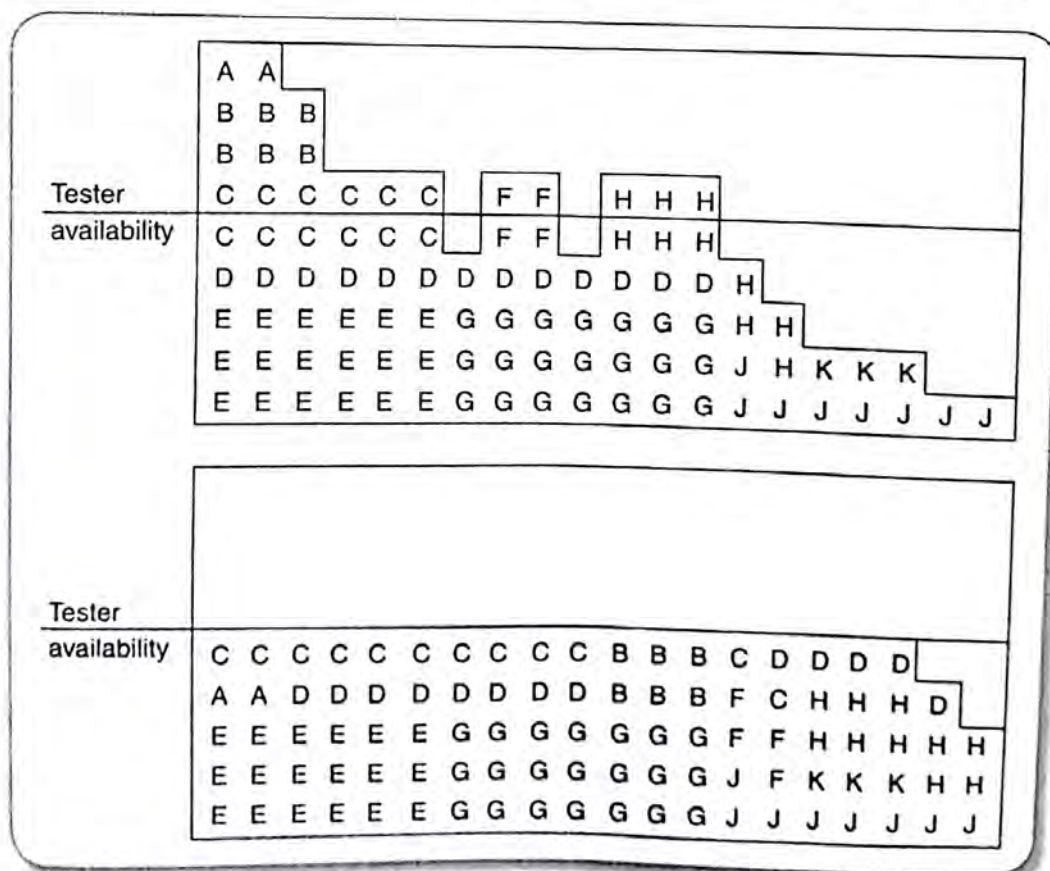 A A
B B B
B B B
Tester C C C C C C F F H H H
availability C C C C C C F F H H H
D D D D D D D D D D D D D H
E E E E E E G G G G G G G H H
E E E E E E G G G G G G G J H K K K
E E E E E E G G G G G G G J J J J J J J
Tester
availability C C C C C C C C C C B B B C D D D D
A A D D D D D D D D B B B F C H H H D
E E E E E E G G G G G G G F F H H H H H
E E E E E E G G G G G G G J F K K K H H
E E E E E E G G G G G G G J J J J J J J